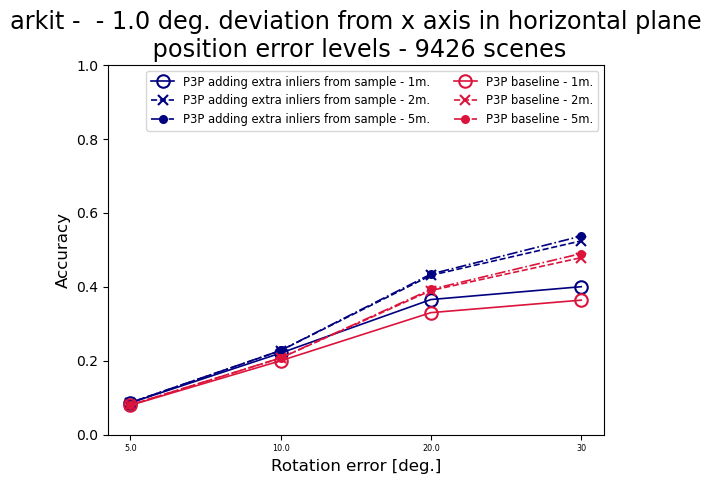 arkit -  - 1.0 deg. deviation from x axis in horizontal plane
position error levels - 9426 scenes
P3P adding extra inliers from sample - 1m.
P3P adding extra inliers from sample - 2m.
P3P adding extra inliers from sample - 5m.
P3P baseline - 1m.
P3P baseline - 2m.
P3P baseline - 5m.
1.0
0.8
0.6
0.4
0.2
0.0
Accuracy
5.0
10.0
20.0
30
Rotation error [deg.]